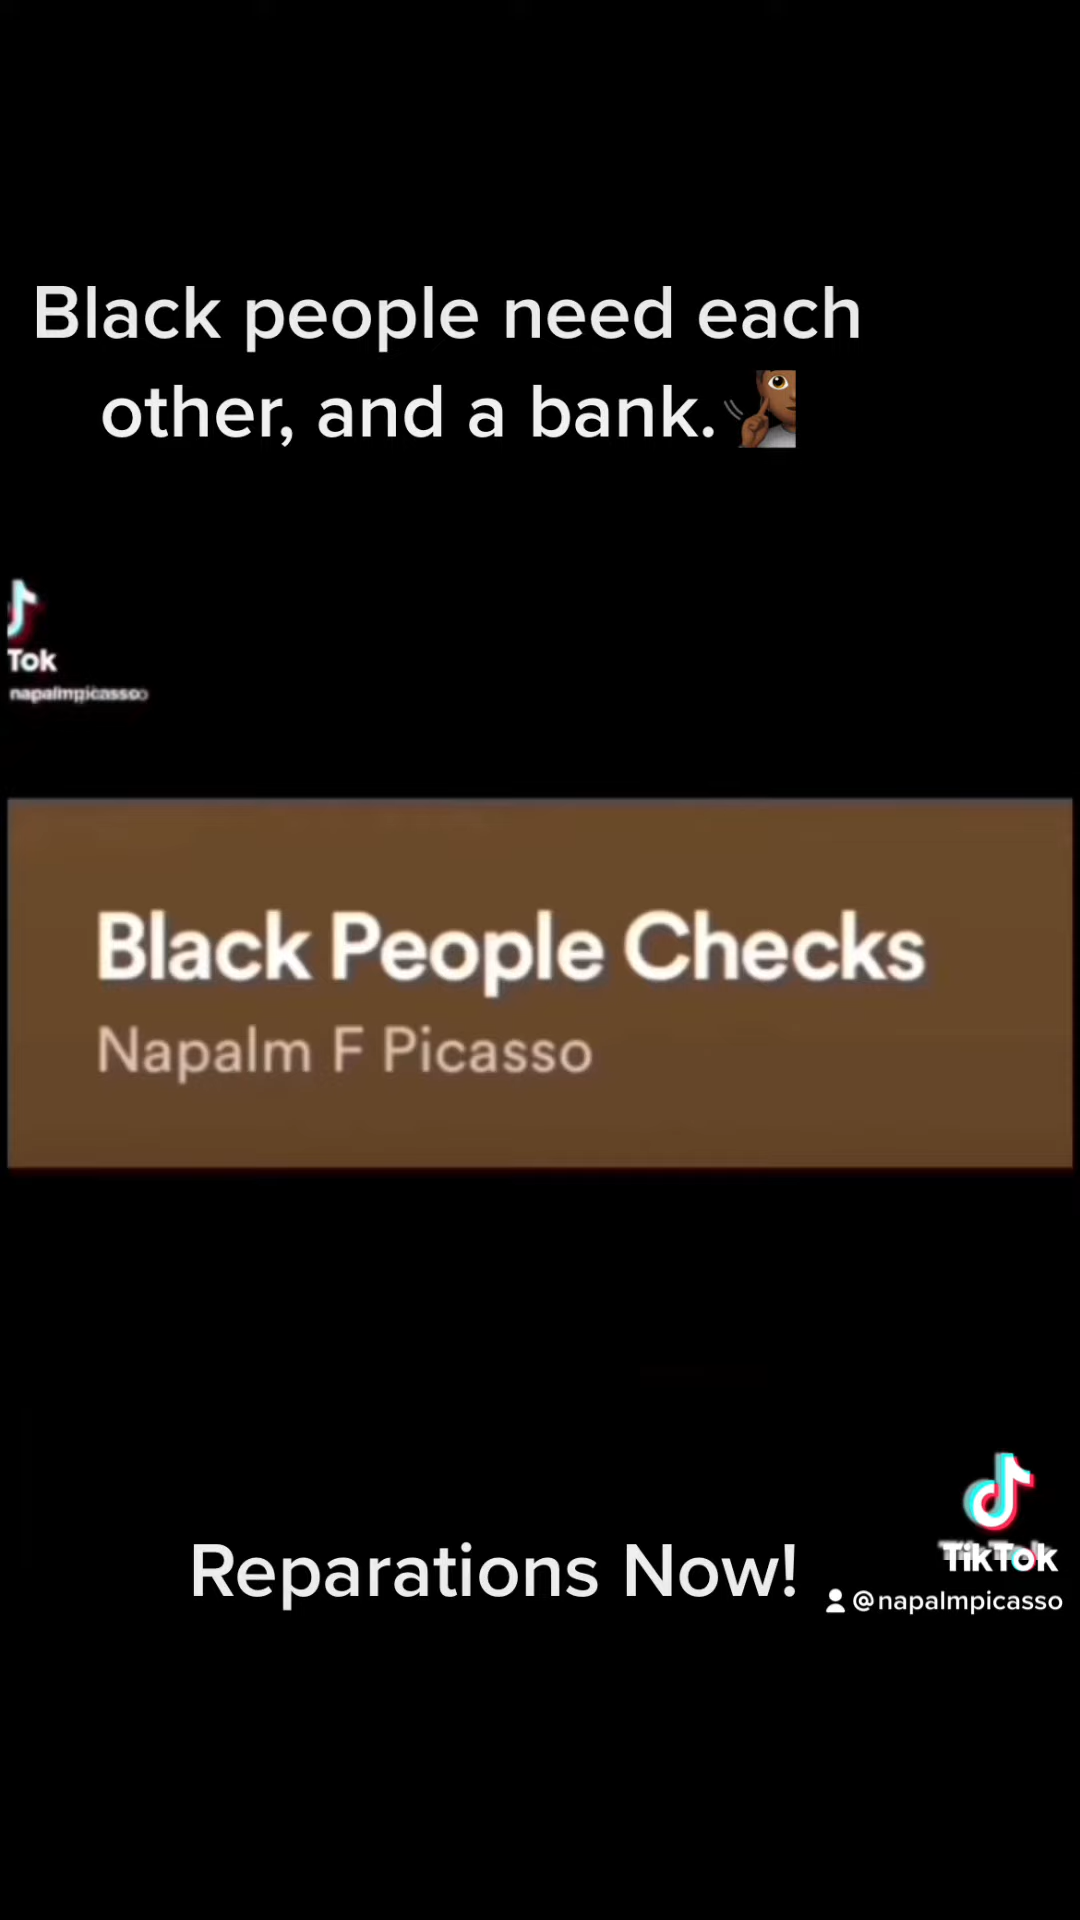 Black people need each
other, and a bank.🧏🏾
Tok
napalmpicasso
Black People Checks
Napalm F Picasso
TikTok
Reparations Now!
@napalmpicasso